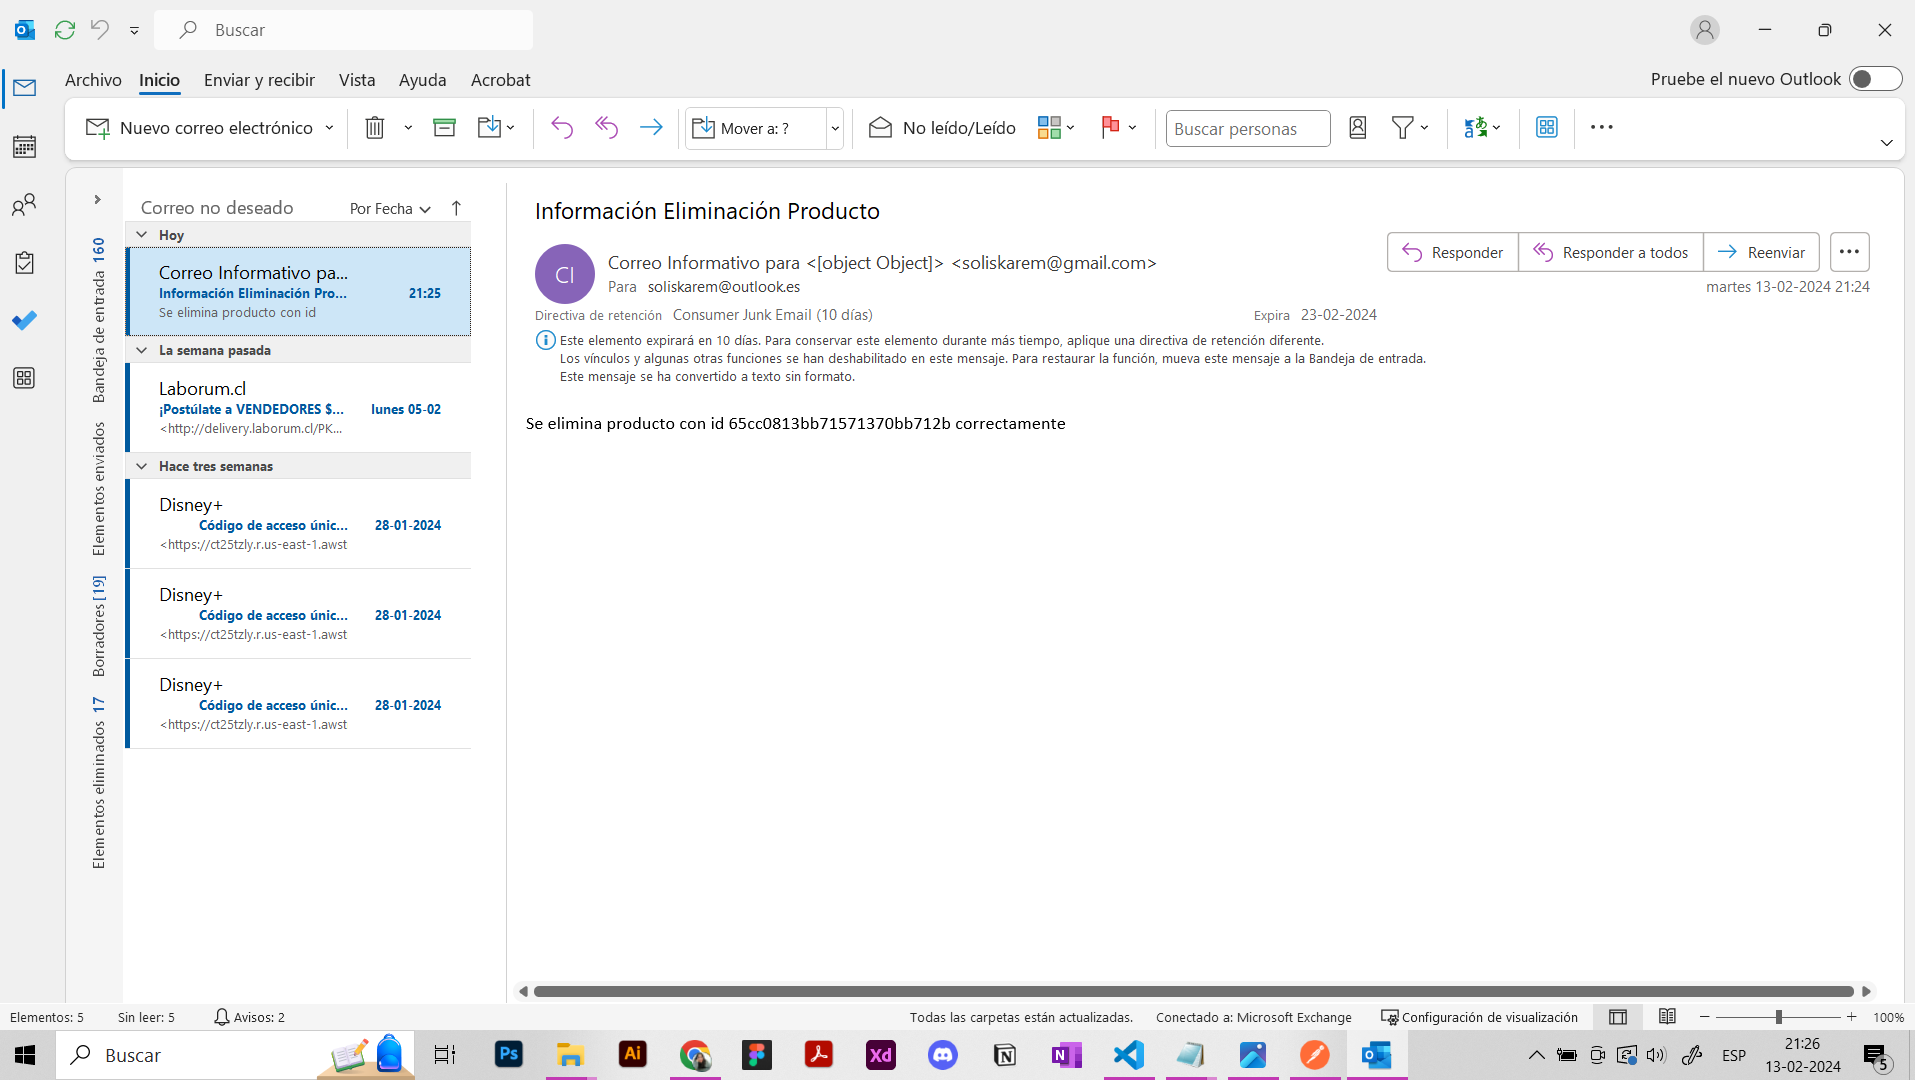 Buscar
Archivo Inicio Enviar y recibir Vista Ayuda Acrobat
Pruebe el nuevo Outlook
Nuevo correo electrónico
Mover a: ?
No leído/Leído
Buscar personas
Bandeja de entrada 160
Elementos enviados
Borradores [19]
Elementos eliminados 17
Correo no deseado Por Fecha
Hoy
Correo Informativo pa...
Información Eliminación Pro... 21:25
Se elimina producto con id
La semana pasada
Laborum.cl
¡Postúlate a VENDEDORES $... lunes 05-02
<http://delivery.laborum.cl/PK...
Hace tres semanas
Disney+
Código de acceso únic... 28-01-2024
<https://ct25tzly.r.us-east-1.awst
Disney+
Código de acceso únic... 28-01-2024
<https://ct25tzly.r.us-east-1.awst
Disney+
Código de acceso únic... 28-01-2024
<https://ct25tzly.r.us-east-1.awst
Información Eliminación Producto
CI
Correo Informativo para <[object Object]> <soliskarem@gmail.com>
Para soliskarem@outlook.es
Responder Responder a todos Reenviar
martes 13-02-2024 21:24
Directiva de retención Consumer Junk Email (10 días) Expira 23-02-2024
Este elemento expirará en 10 días. Para conservar este elemento durante más tiempo, aplique una directiva de retención diferente.
Los vínculos y algunas otras funciones se han deshabilitado en este mensaje. Para restaurar la función, mueva este mensaje a la Bandeja de entrada.
Este mensaje se ha convertido a texto sin formato.
Se elimina producto con id 65cc0813bb71571370bb712b correctamente
Elementos: 5 Sin leer: 5 Avisos: 2
Todas las carpetas están actualizadas. Conectado a: Microsoft Exchange Configuración de visualización 100%
Buscar
Ps
Ai
Xd
N
ESP
21:26
13-02-2024
5